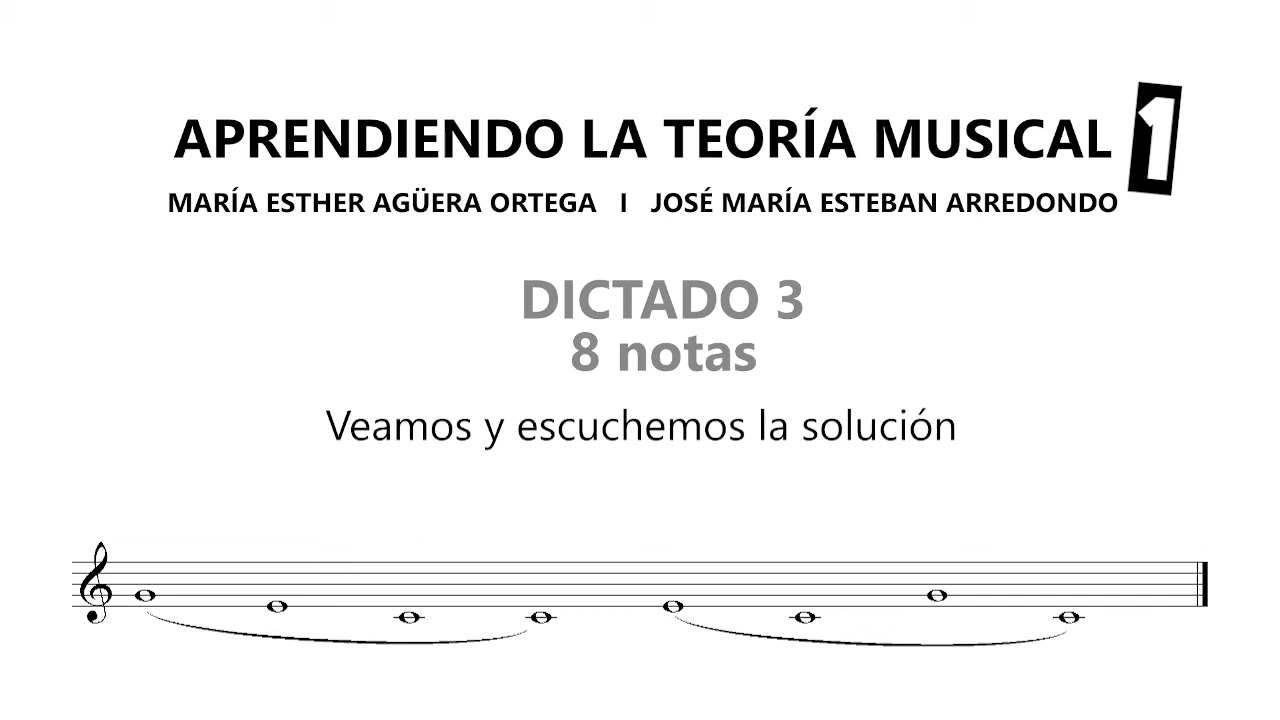 APRENDIENDO LA TEORÍA MUSICAL 1
MARÍA ESTHER AGÜERA ORTEGA I JOSÉ MARÍA ESTEBAN ARREDONDO
DICTADO 3
8 notas
Veamos y escuchemos la solución